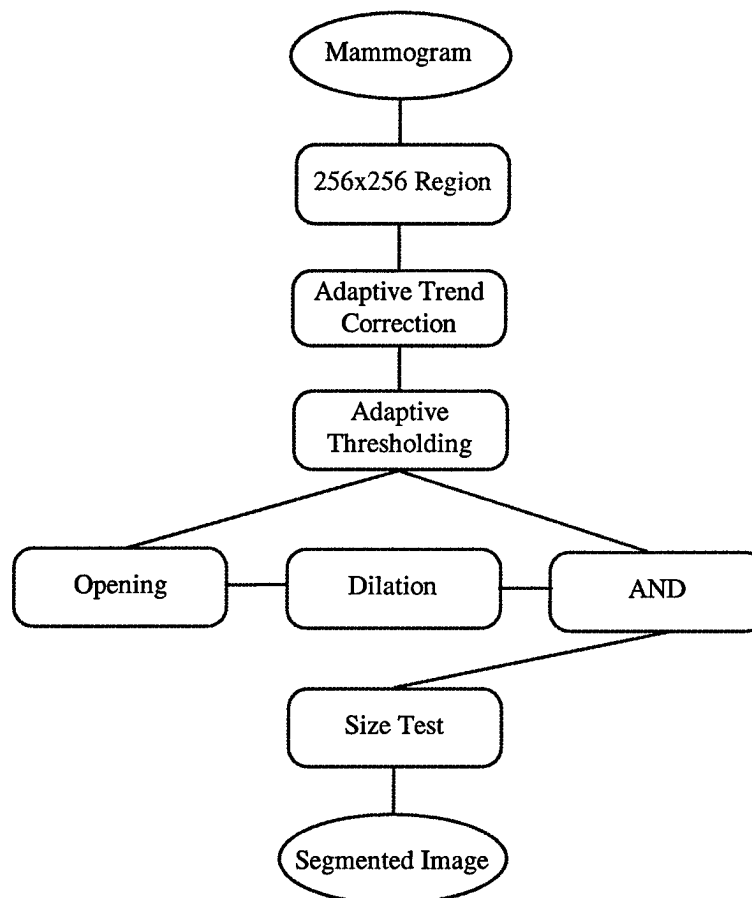 Mammogram
256x256 Region
Adaptive Trend
Correction
Adaptive
Thresholding
Opening
Dilation
AND
Size Test
Segmented Image